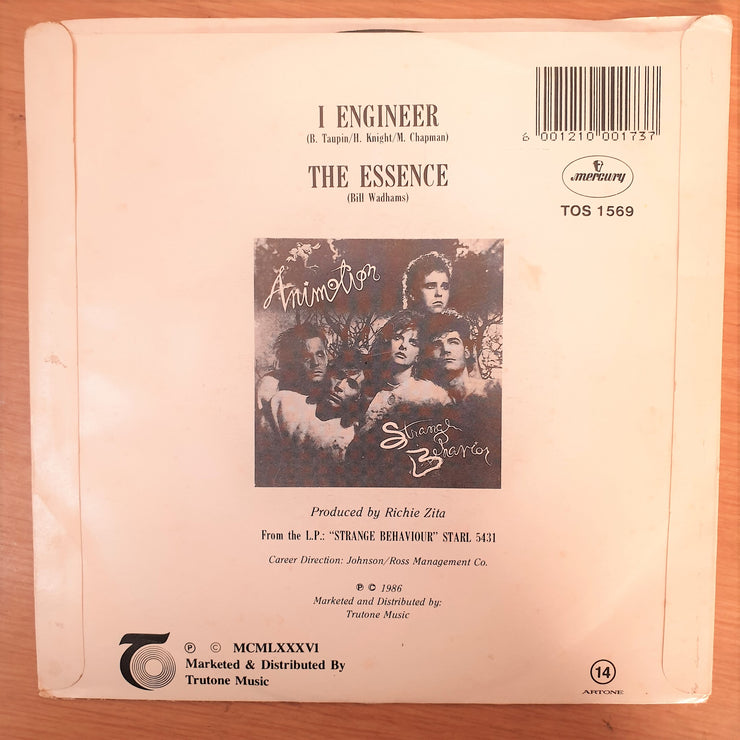 I ENGINEER
(B. Taupin/H. Knight/M. Chapman)
THE ESSENCE
(Bill Wadhams)
6 001210 001737
mercury
TOS 1569
Animotion
Strange
Behavior
Produced by Richie Zita
From the L.P.: “STRANGE BEHAVIOUR” STARL 5431
Career Direction: Johnson/Ross Management Co.
℗ © 1986
Marketed and Distributed by:
Trutone Music
℗ © MCMLXXXVI
Marketed & Distributed By
Trutone Music
14
ARTONE